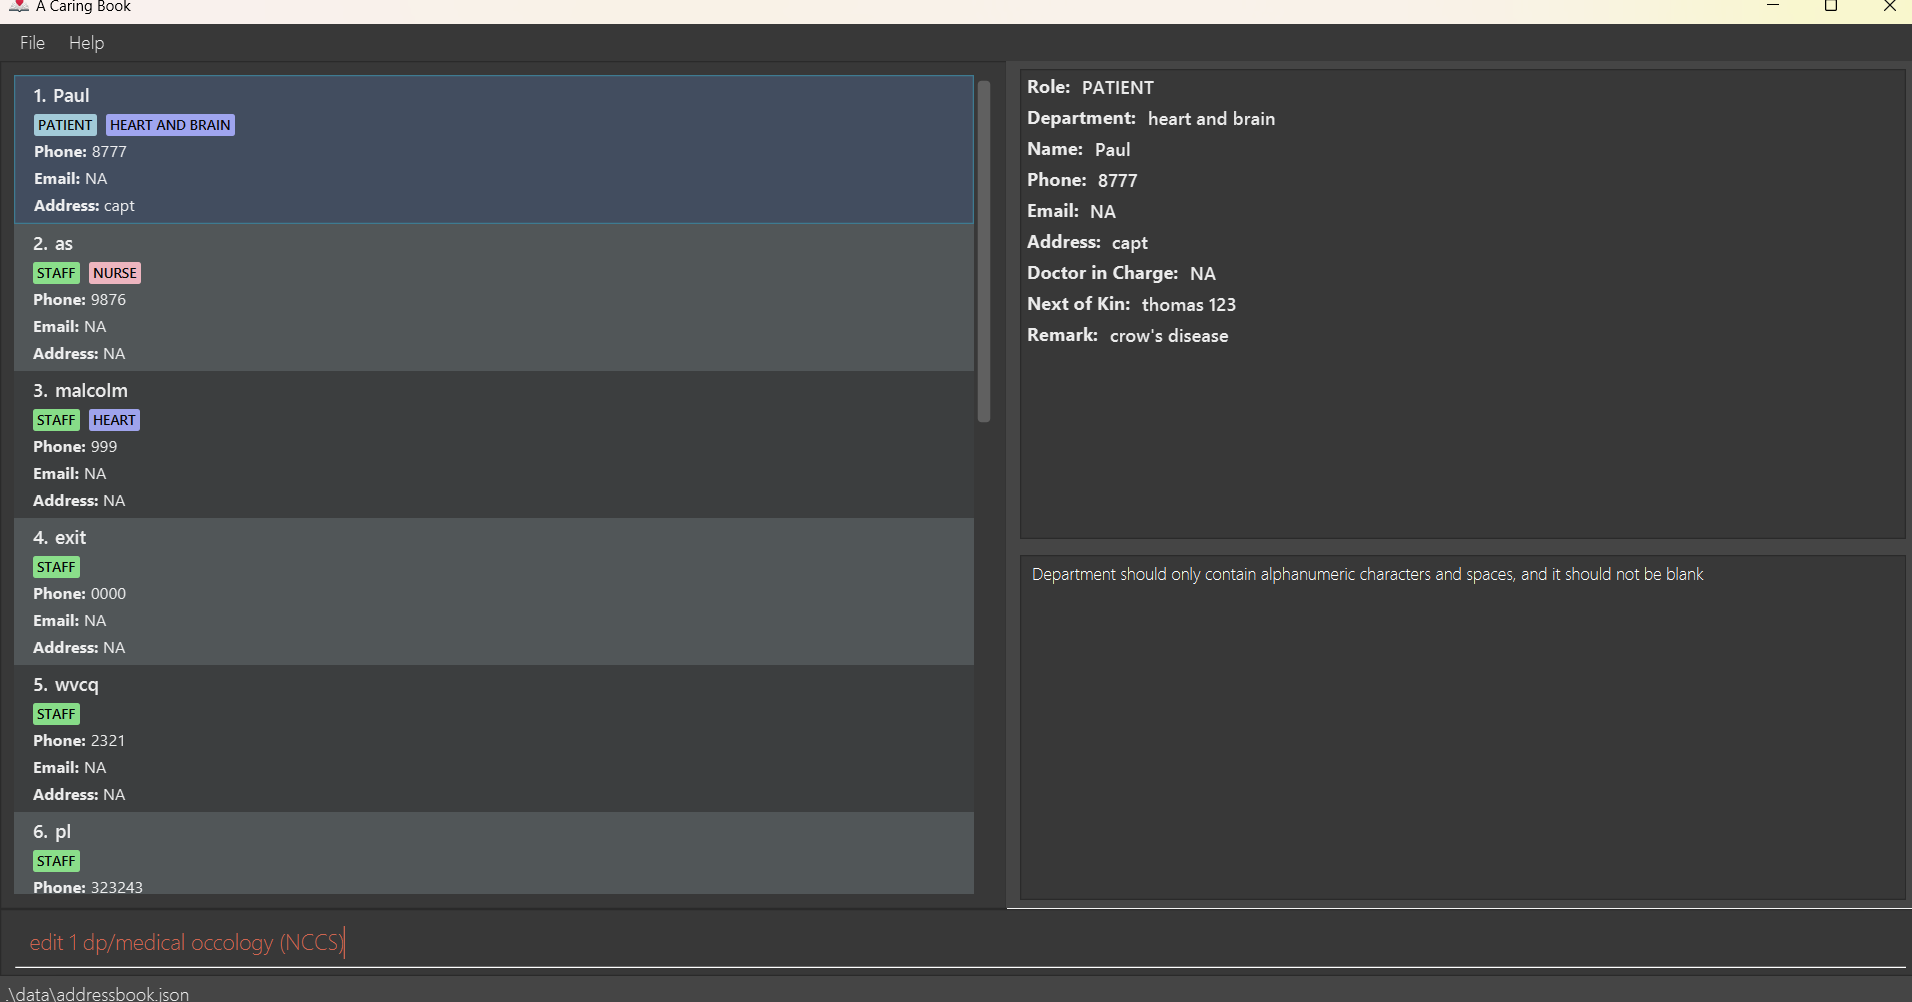 A Caring Book
File Help
1. Paul
PATIENT HEART AND BRAIN
Phone: 8777
Email: NA
Address: capt
2. as
STAFF NURSE
Phone: 9876
Email: NA
Address: NA
3. malcolm
STAFF HEART
Phone: 999
Email: NA
Address: NA
4. exit
STAFF
Phone: 0000
Email: NA
Address: NA
5. wvcq
STAFF
Phone: 2321
Email: NA
Address: NA
6. pl
STAFF
Phone: 323243
Role: PATIENT
Department: heart and brain
Name: Paul
Phone: 8777
Email: NA
Address: capt
Doctor in Charge: NA
Next of Kin: thomas 123
Remark: crow's disease
Department should only contain alphanumeric characters and spaces, and it should not be blank
edit 1 dp/medical occology (NCCS)
.\data\addressbook.json